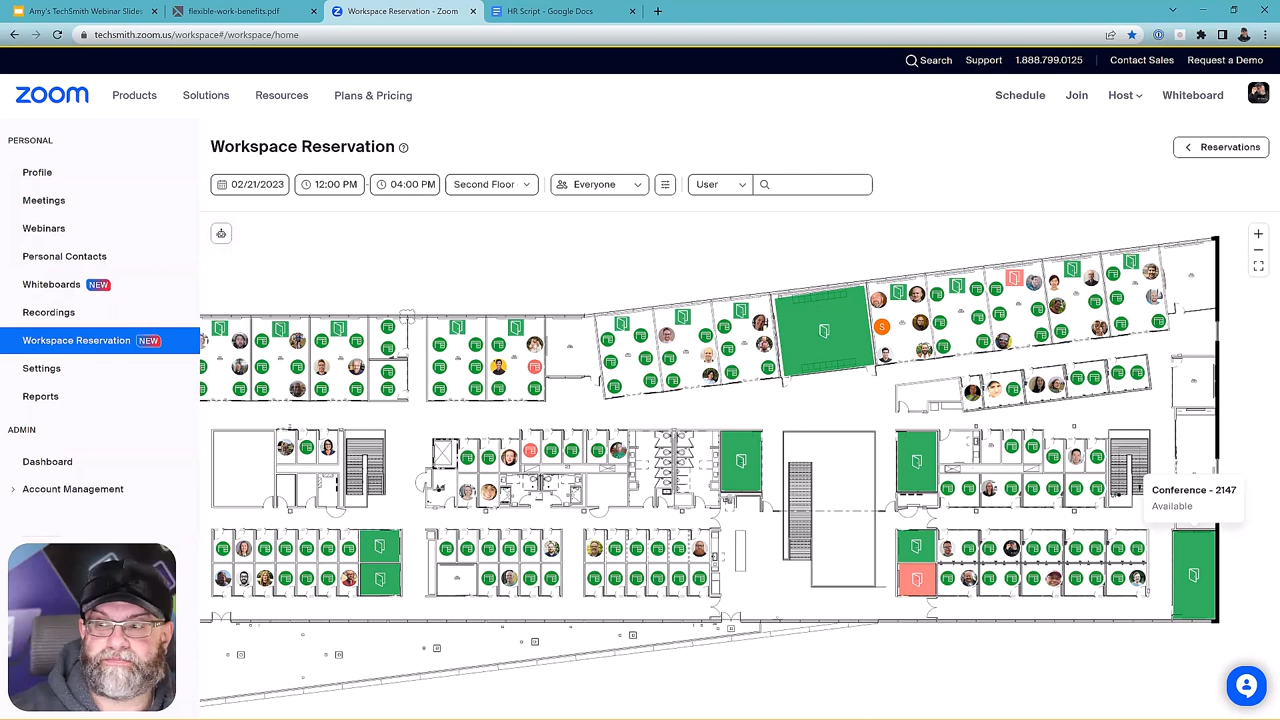 Amy's TechSmith Webinar Slides
flexible-work-benefits.pdf
Workspace Reservation - Zoom
HR Script - Google Docs
techsmith.zoom.us/workspace#/workspace/home
Search
Support
1.888.799.0125
Contact Sales
Request a Demo
zoom
Products
Solutions
Resources
Plans & Pricing
Schedule
Join
Host
Whiteboard
PERSONAL
Profile
Meetings
Webinars
Personal Contacts
Whiteboards NEW
Recordings
Workspace Reservation NEW
Settings
Reports
ADMIN
Dashboard
Account Management
Workspace Reservation
Reservations
02/21/2023
12:00 PM
-
04:00 PM
Second Floor
Everyone
User
S
Conference - 2147
Available